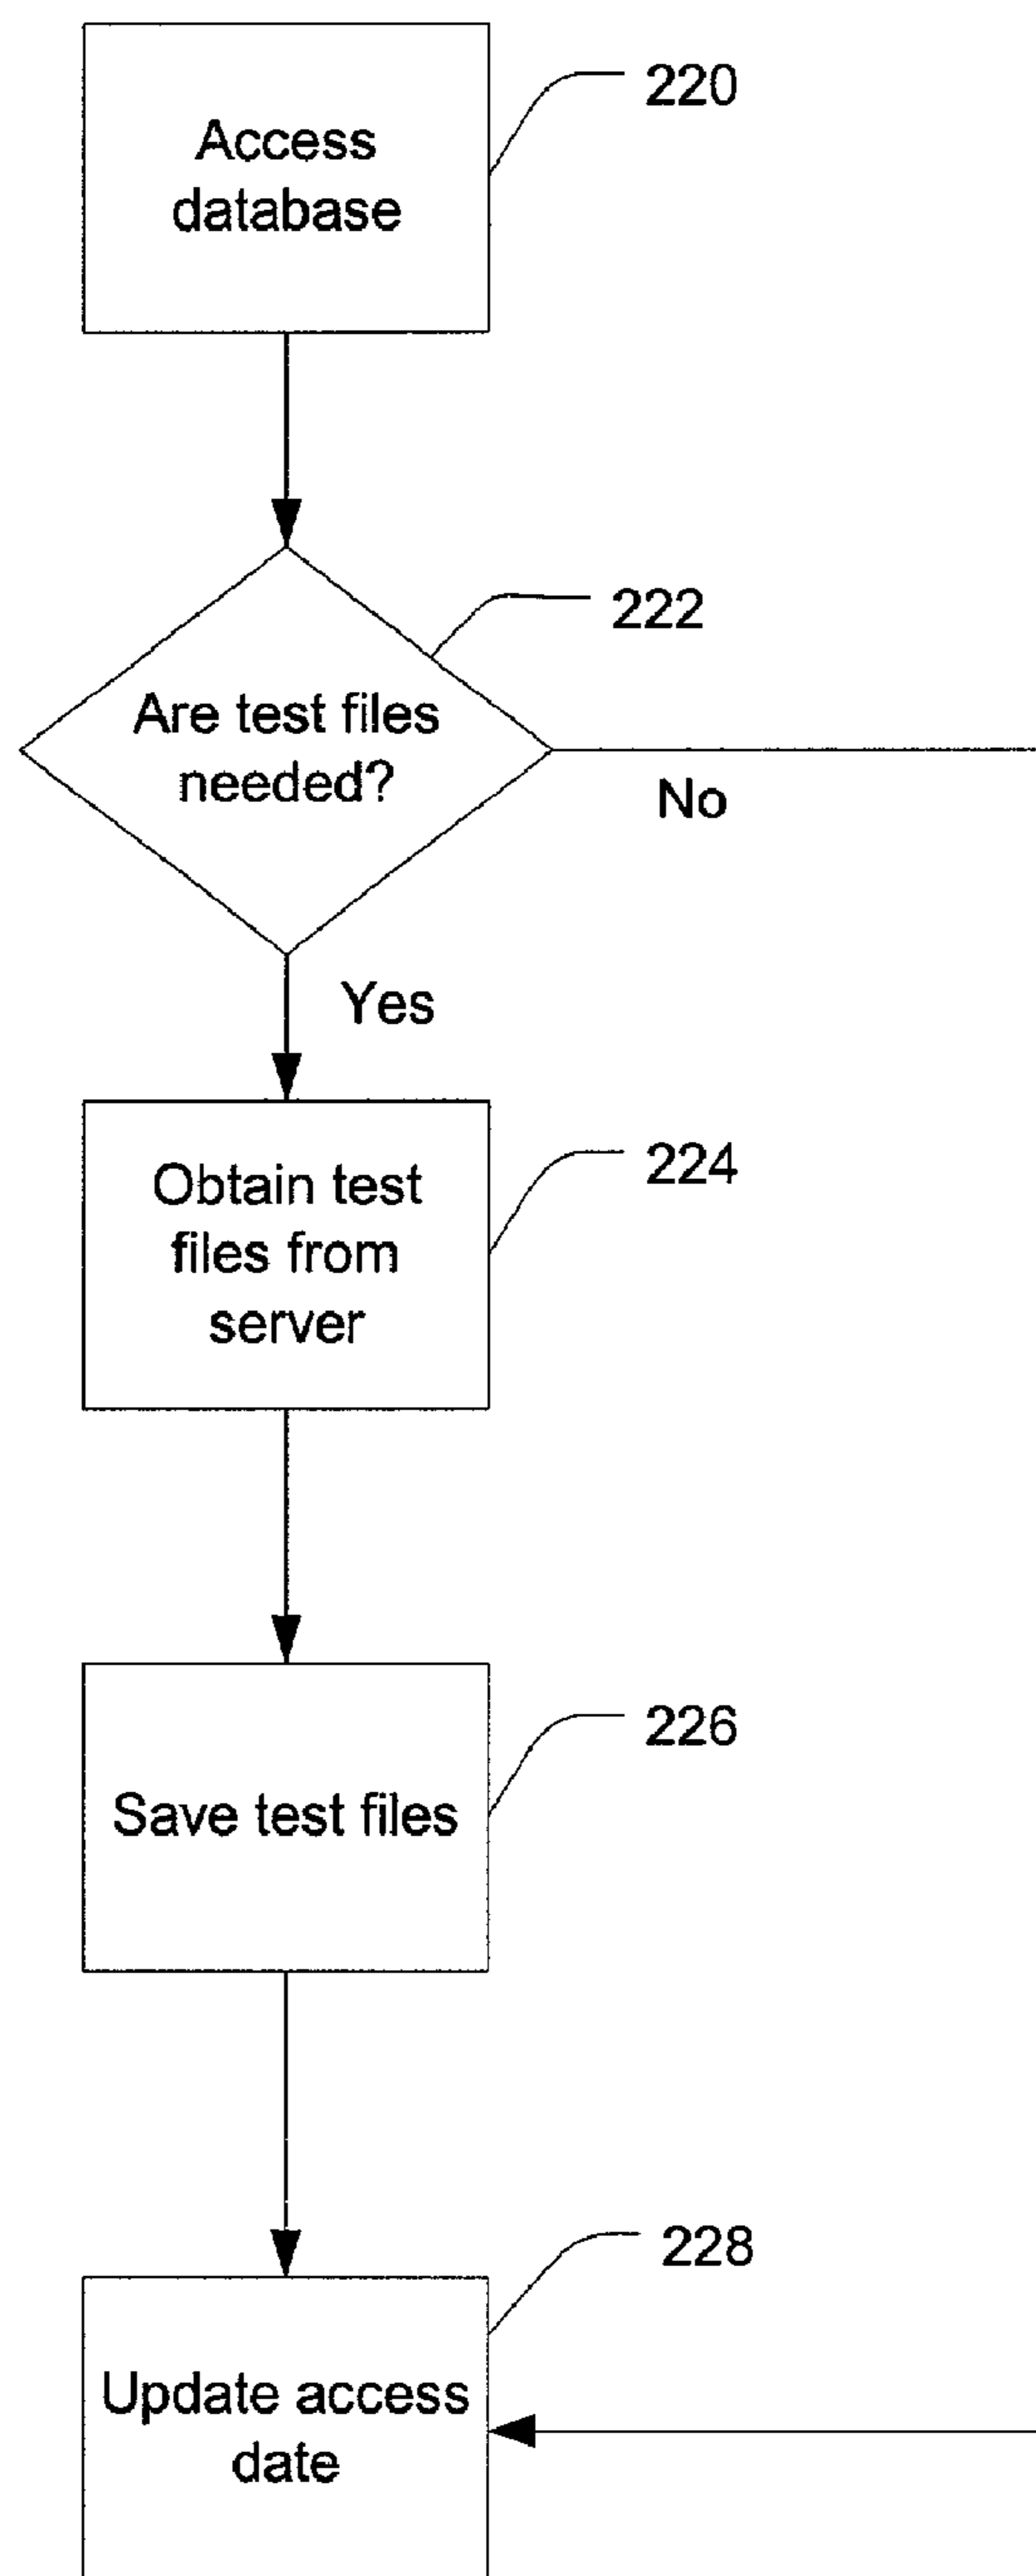 Access
database
220
222
Are test files
needed?
No
Yes
Obtain test
files from
server
224
Save test files
226
228
Update access
date